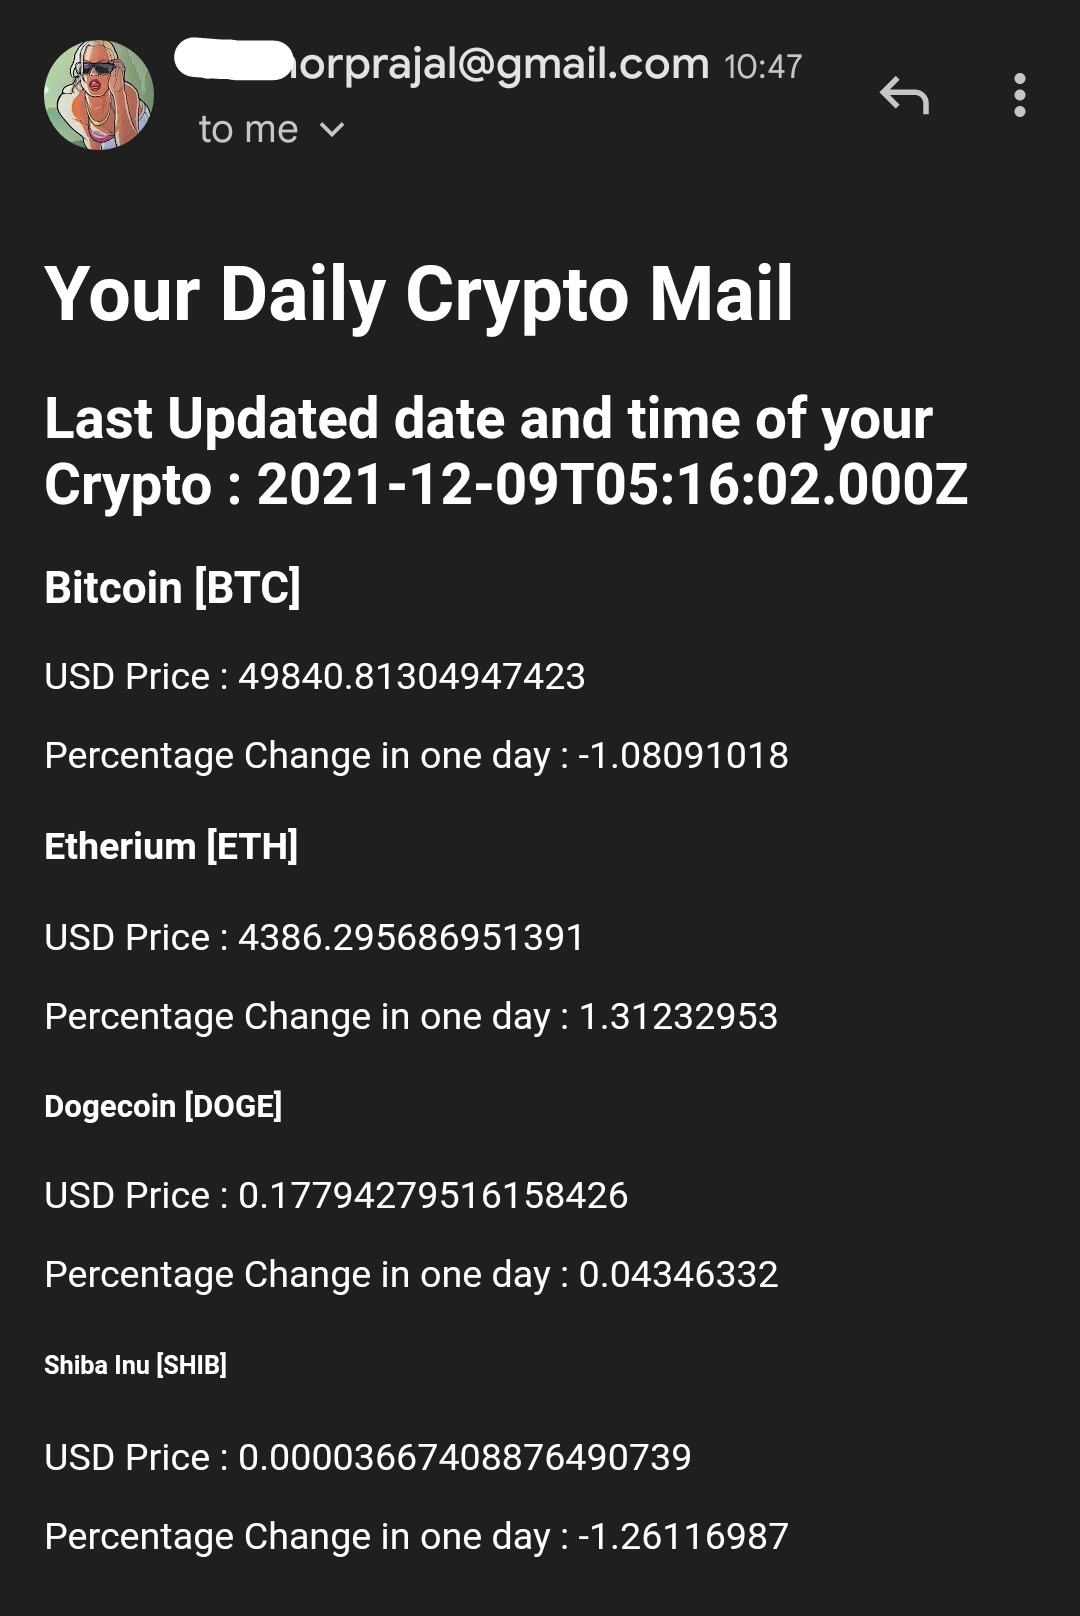 orprajal@gmail.com 10:47
to me
Your Daily Crypto Mail
Last Updated date and time of your
Crypto : 2021-12-09T05:16:02.000Z
Bitcoin [BTC]
USD Price : 49840.81304947423
Percentage Change in one day : -1.08091018
Etherium [ETH]
USD Price : 4386.295686951391
Percentage Change in one day : 1.31232953
Dogecoin [DOGE]
USD Price : 0.17794279516158426
Percentage Change in one day : 0.04346332
Shiba Inu [SHIB]
USD Price : 0.00003667408876490739
Percentage Change in one day : -1.26116987